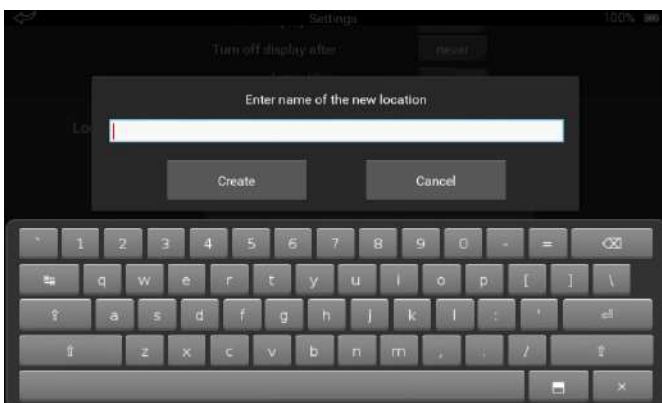 Settings 100%
Turn off display after never
Enter name of the new location
Create Cancel
` 1 2 3 4 5 6 7 8 9 0 - =
q w e r t y u i o p [ ] \
a s d f g h j k l ; '
z x c v b n m , . /